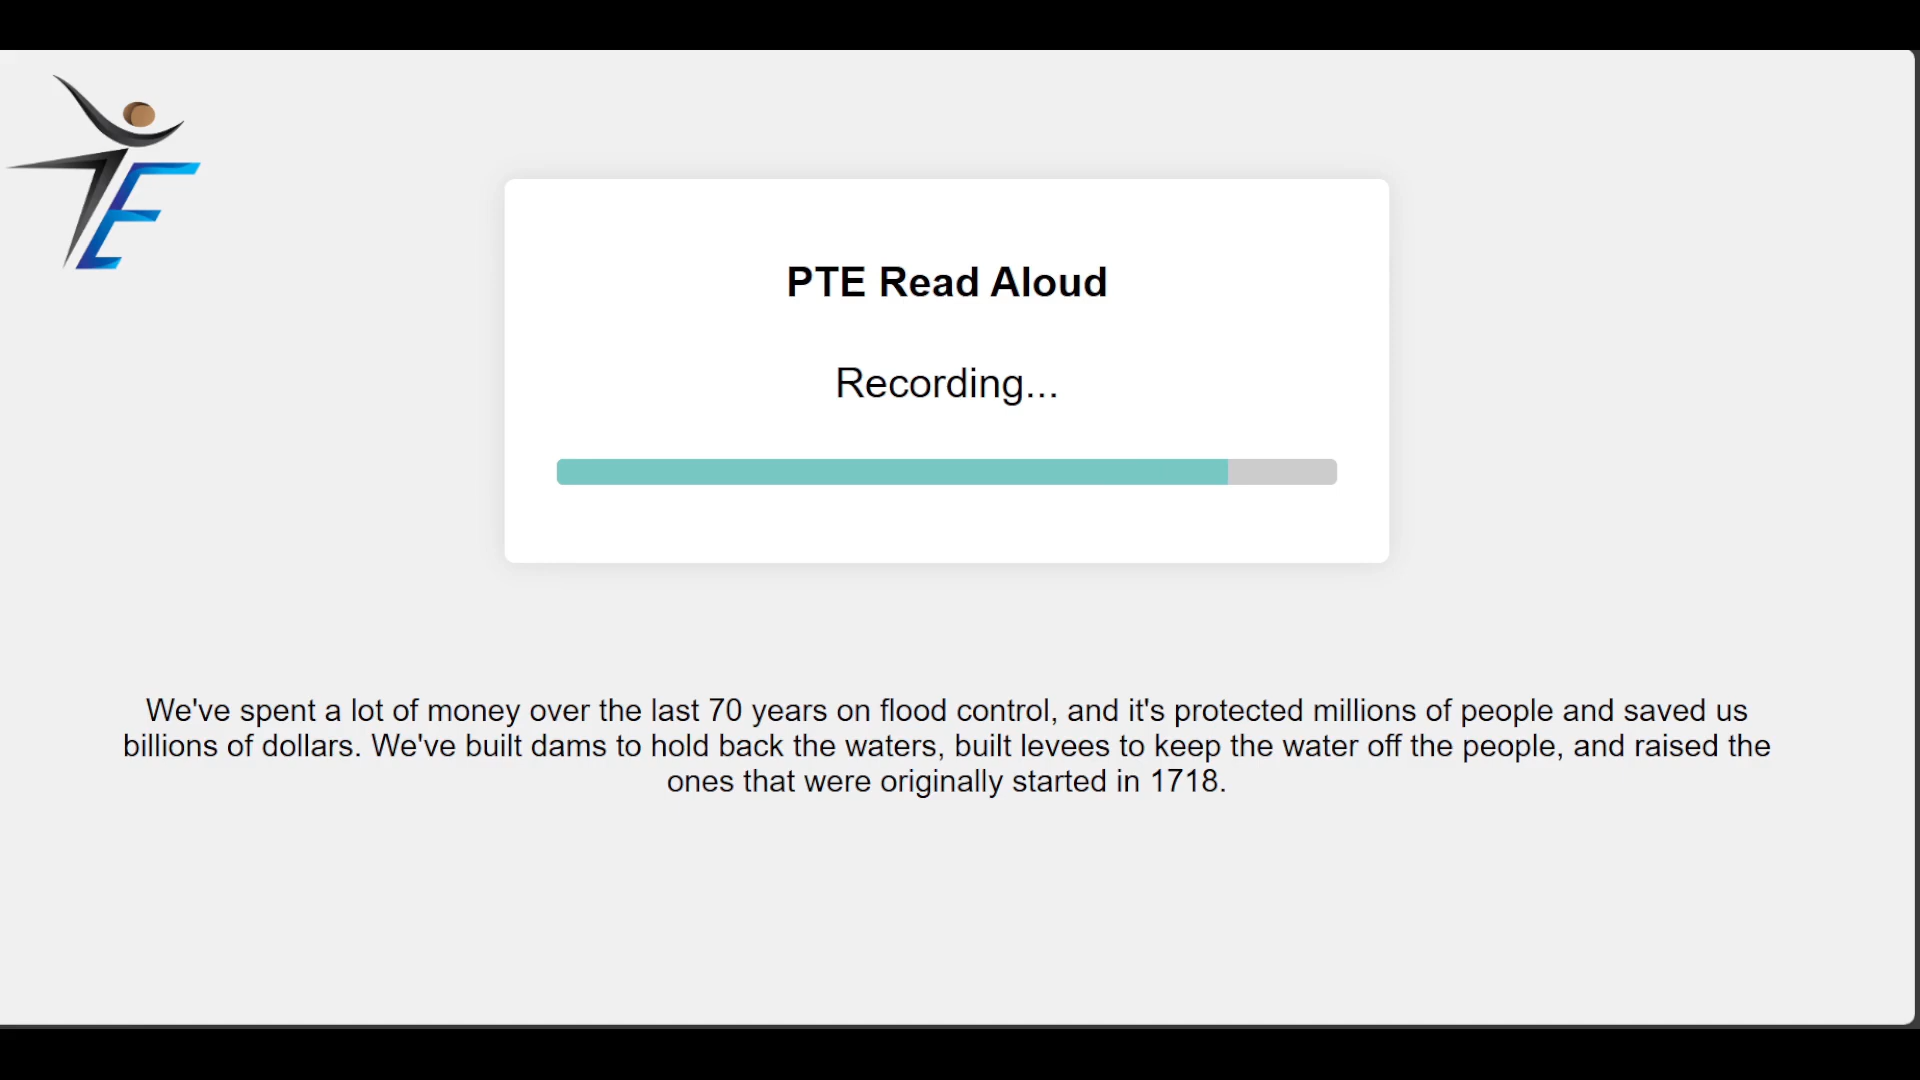 PTE Read Aloud
Recording...
We've spent a lot of money over the last 70 years on flood control, and it's protected millions of people and saved us
billions of dollars. We've built dams to hold back the waters, built levees to keep the water off the people, and raised the
ones that were originally started in 1718.